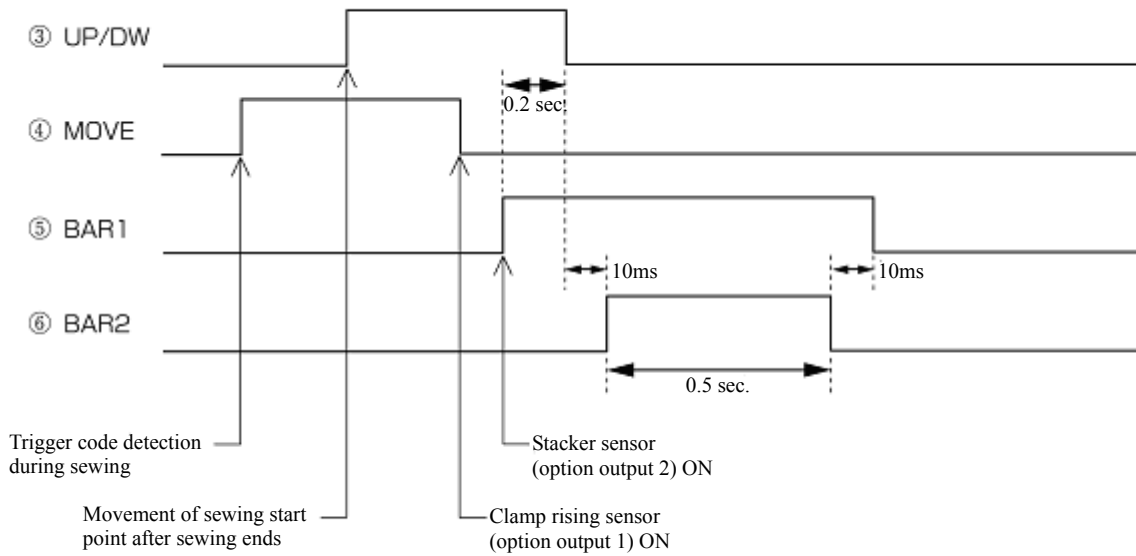 ③ UP/DW
0.2 sec.
④ MOVE
⑤ BAR1
10ms
10ms
⑥ BAR2
0.5 sec.
Trigger code detection
during sewing
Stacker sensor
(option output 2) ON
Movement of sewing start
point after sewing ends
Clamp rising sensor
(option output 1) ON